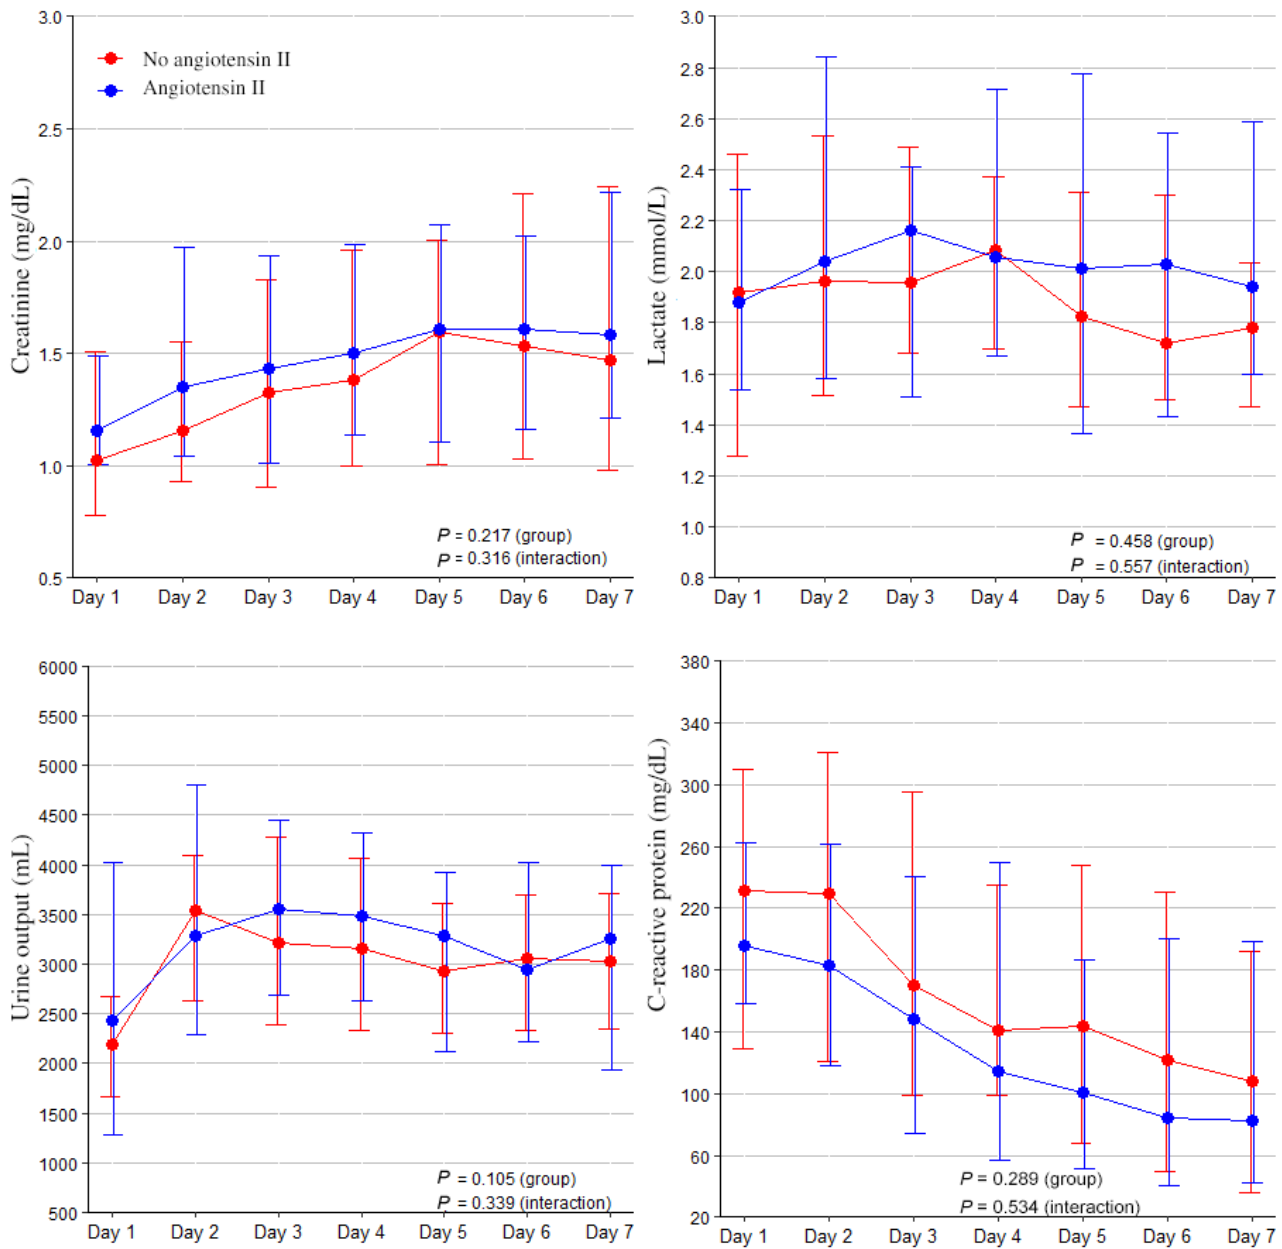 3.0
2.5
2.0
1.5
1.0
0.5
Creatinine (mg/dL)
No angiotensin II
Angiotensin II
P = 0.217 (group)
P = 0.316 (interaction)
Day 1 Day 2 Day 3 Day 4 Day 5 Day 6 Day 7
3.0
2.8
2.6
2.4
2.2
2.0
1.8
1.6
1.4
1.2
1.0
0.8
Lactate (mmol/L)
P = 0.458 (group)
P = 0.557 (interaction)
Day 1 Day 2 Day 3 Day 4 Day 5 Day 6 Day 7
6000
5500
5000
4500
4000
3500
3000
2500
2000
1500
1000
500
Urine output (mL)
P = 0.105 (group)
P = 0.339 (interaction)
Day 1 Day 2 Day 3 Day 4 Day 5 Day 6 Day 7
380
340
300
260
220
180
140
100
60
20
C-reactive protein (mg/dL)
P = 0.289 (group)
P = 0.534 (interaction)
Day 1 Day 2 Day 3 Day 4 Day 5 Day 6 Day 7